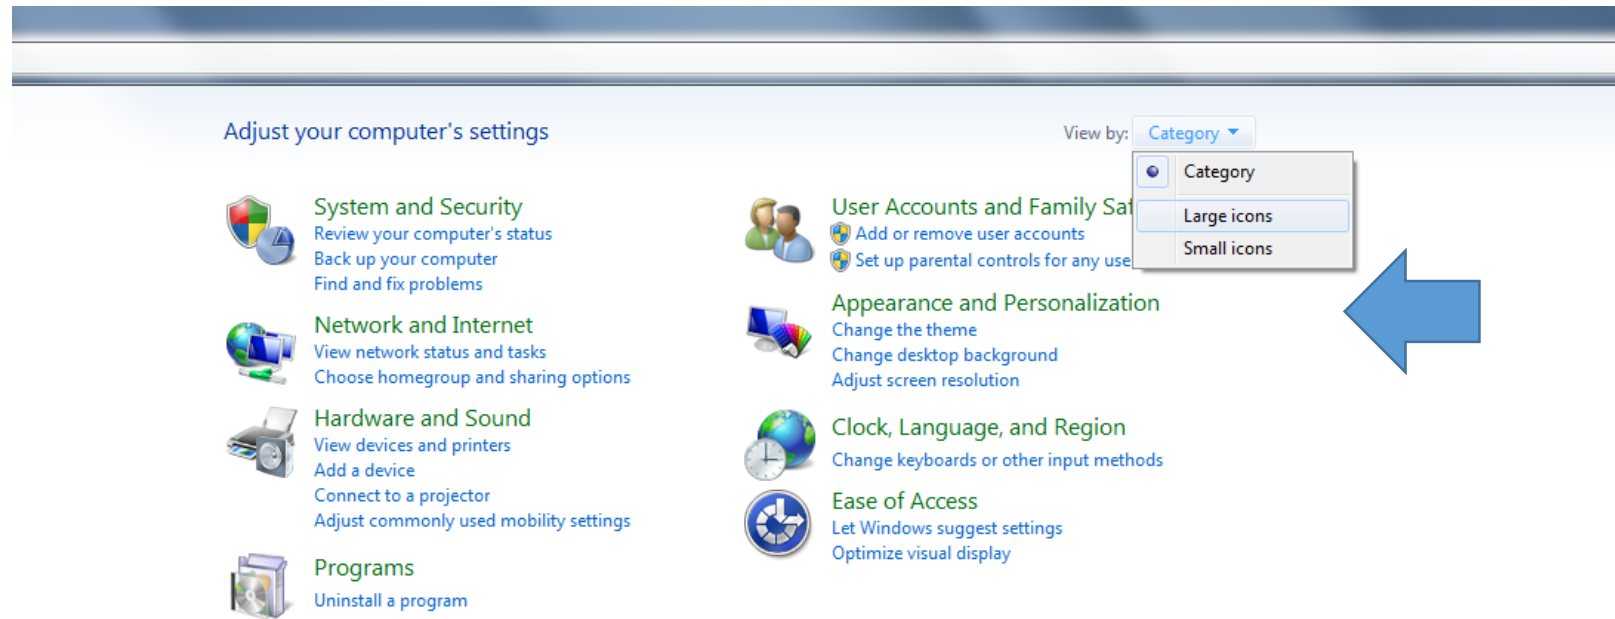 Adjust your computer's settings
View by: Category
Category
Large icons
Small icons
System and Security
Review your computer's status
Back up your computer
Find and fix problems
Network and Internet
View network status and tasks
Choose homegroup and sharing options
Hardware and Sound
View devices and printers
Add a device
Connect to a projector
Adjust commonly used mobility settings
Programs
Uninstall a program
User Accounts and Family Saf
Add or remove user accounts
Set up parental controls for any use
Appearance and Personalization
Change the theme
Change desktop background
Adjust screen resolution
Clock, Language, and Region
Change keyboards or other input methods
Ease of Access
Let Windows suggest settings
Optimize visual display